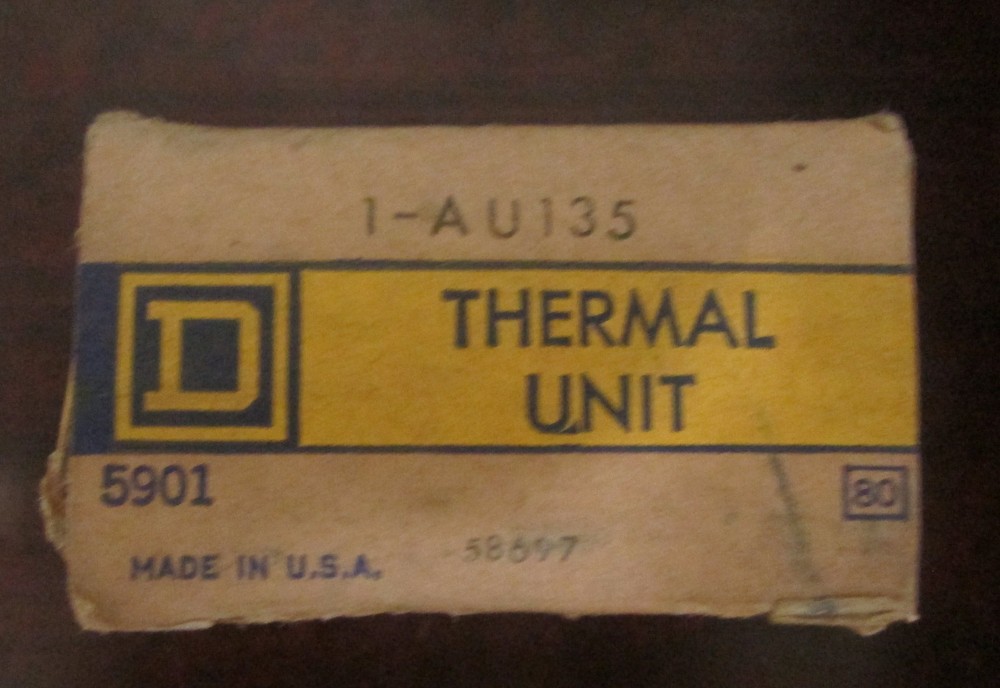 1-AU135
D
THERMAL
UNIT
5901
80
MADE IN U.S.A.
58697